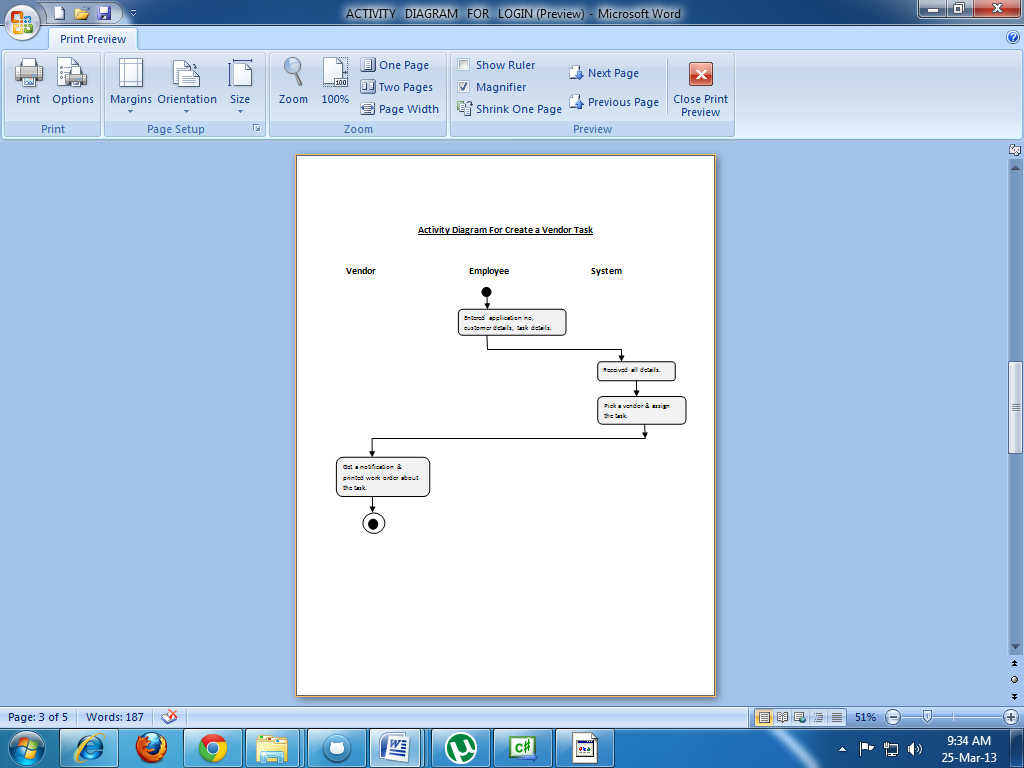 ACTIVITY DIAGRAM FOR LOGIN (Preview) - Microsoft Word
Print Preview
Print
Options
Margins
Orientation
Size
Zoom
100%
One Page
Two Pages
Page Width
Show Ruler
Magnifier
Shrink One Page
Next Page
Previous Page
Close Print
Preview
Print
Page Setup
Zoom
Preview
Activity Diagram For Create a Vendor Task
Vendor
Employee
System
Entered application no,
customer details, task details.
Received all details.
Pick a vendor & assign
the task.
Get a notification &
printed work order about
the task.
Page: 3 of 5
Words: 187
51%
C#
9:34 AM
25-Mar-13